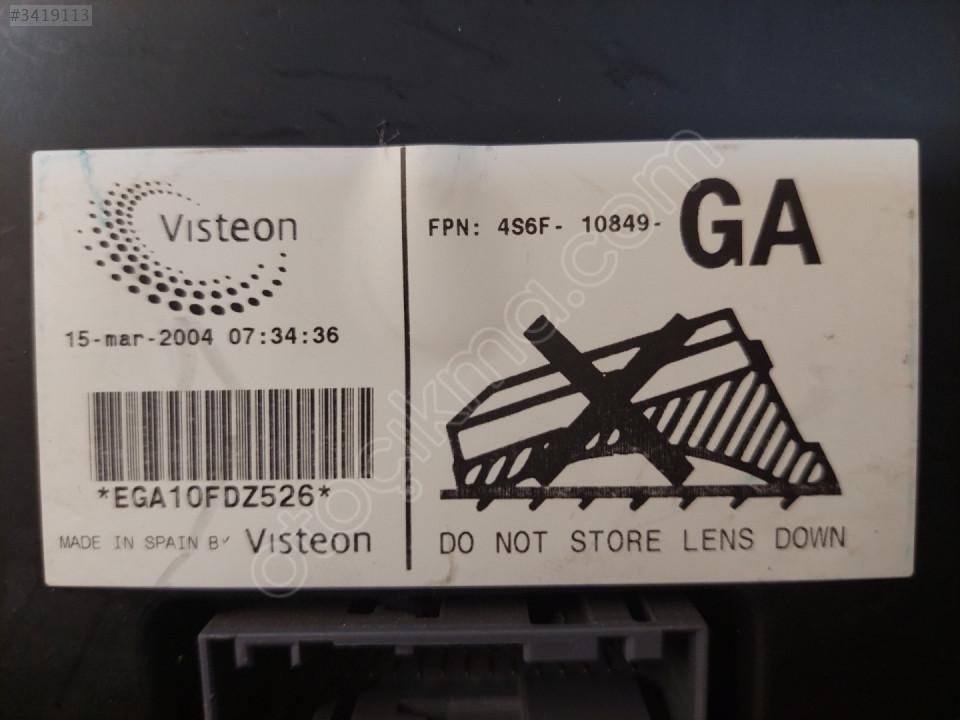 #3419113
Visteon
15-mar-2004 07:34:36
*EGA10FDZ526*
MADE IN SPAIN BY Visteon
FPN: 4S6F- 10849- GA
DO NOT STORE LENS DOWN
otocikma.com